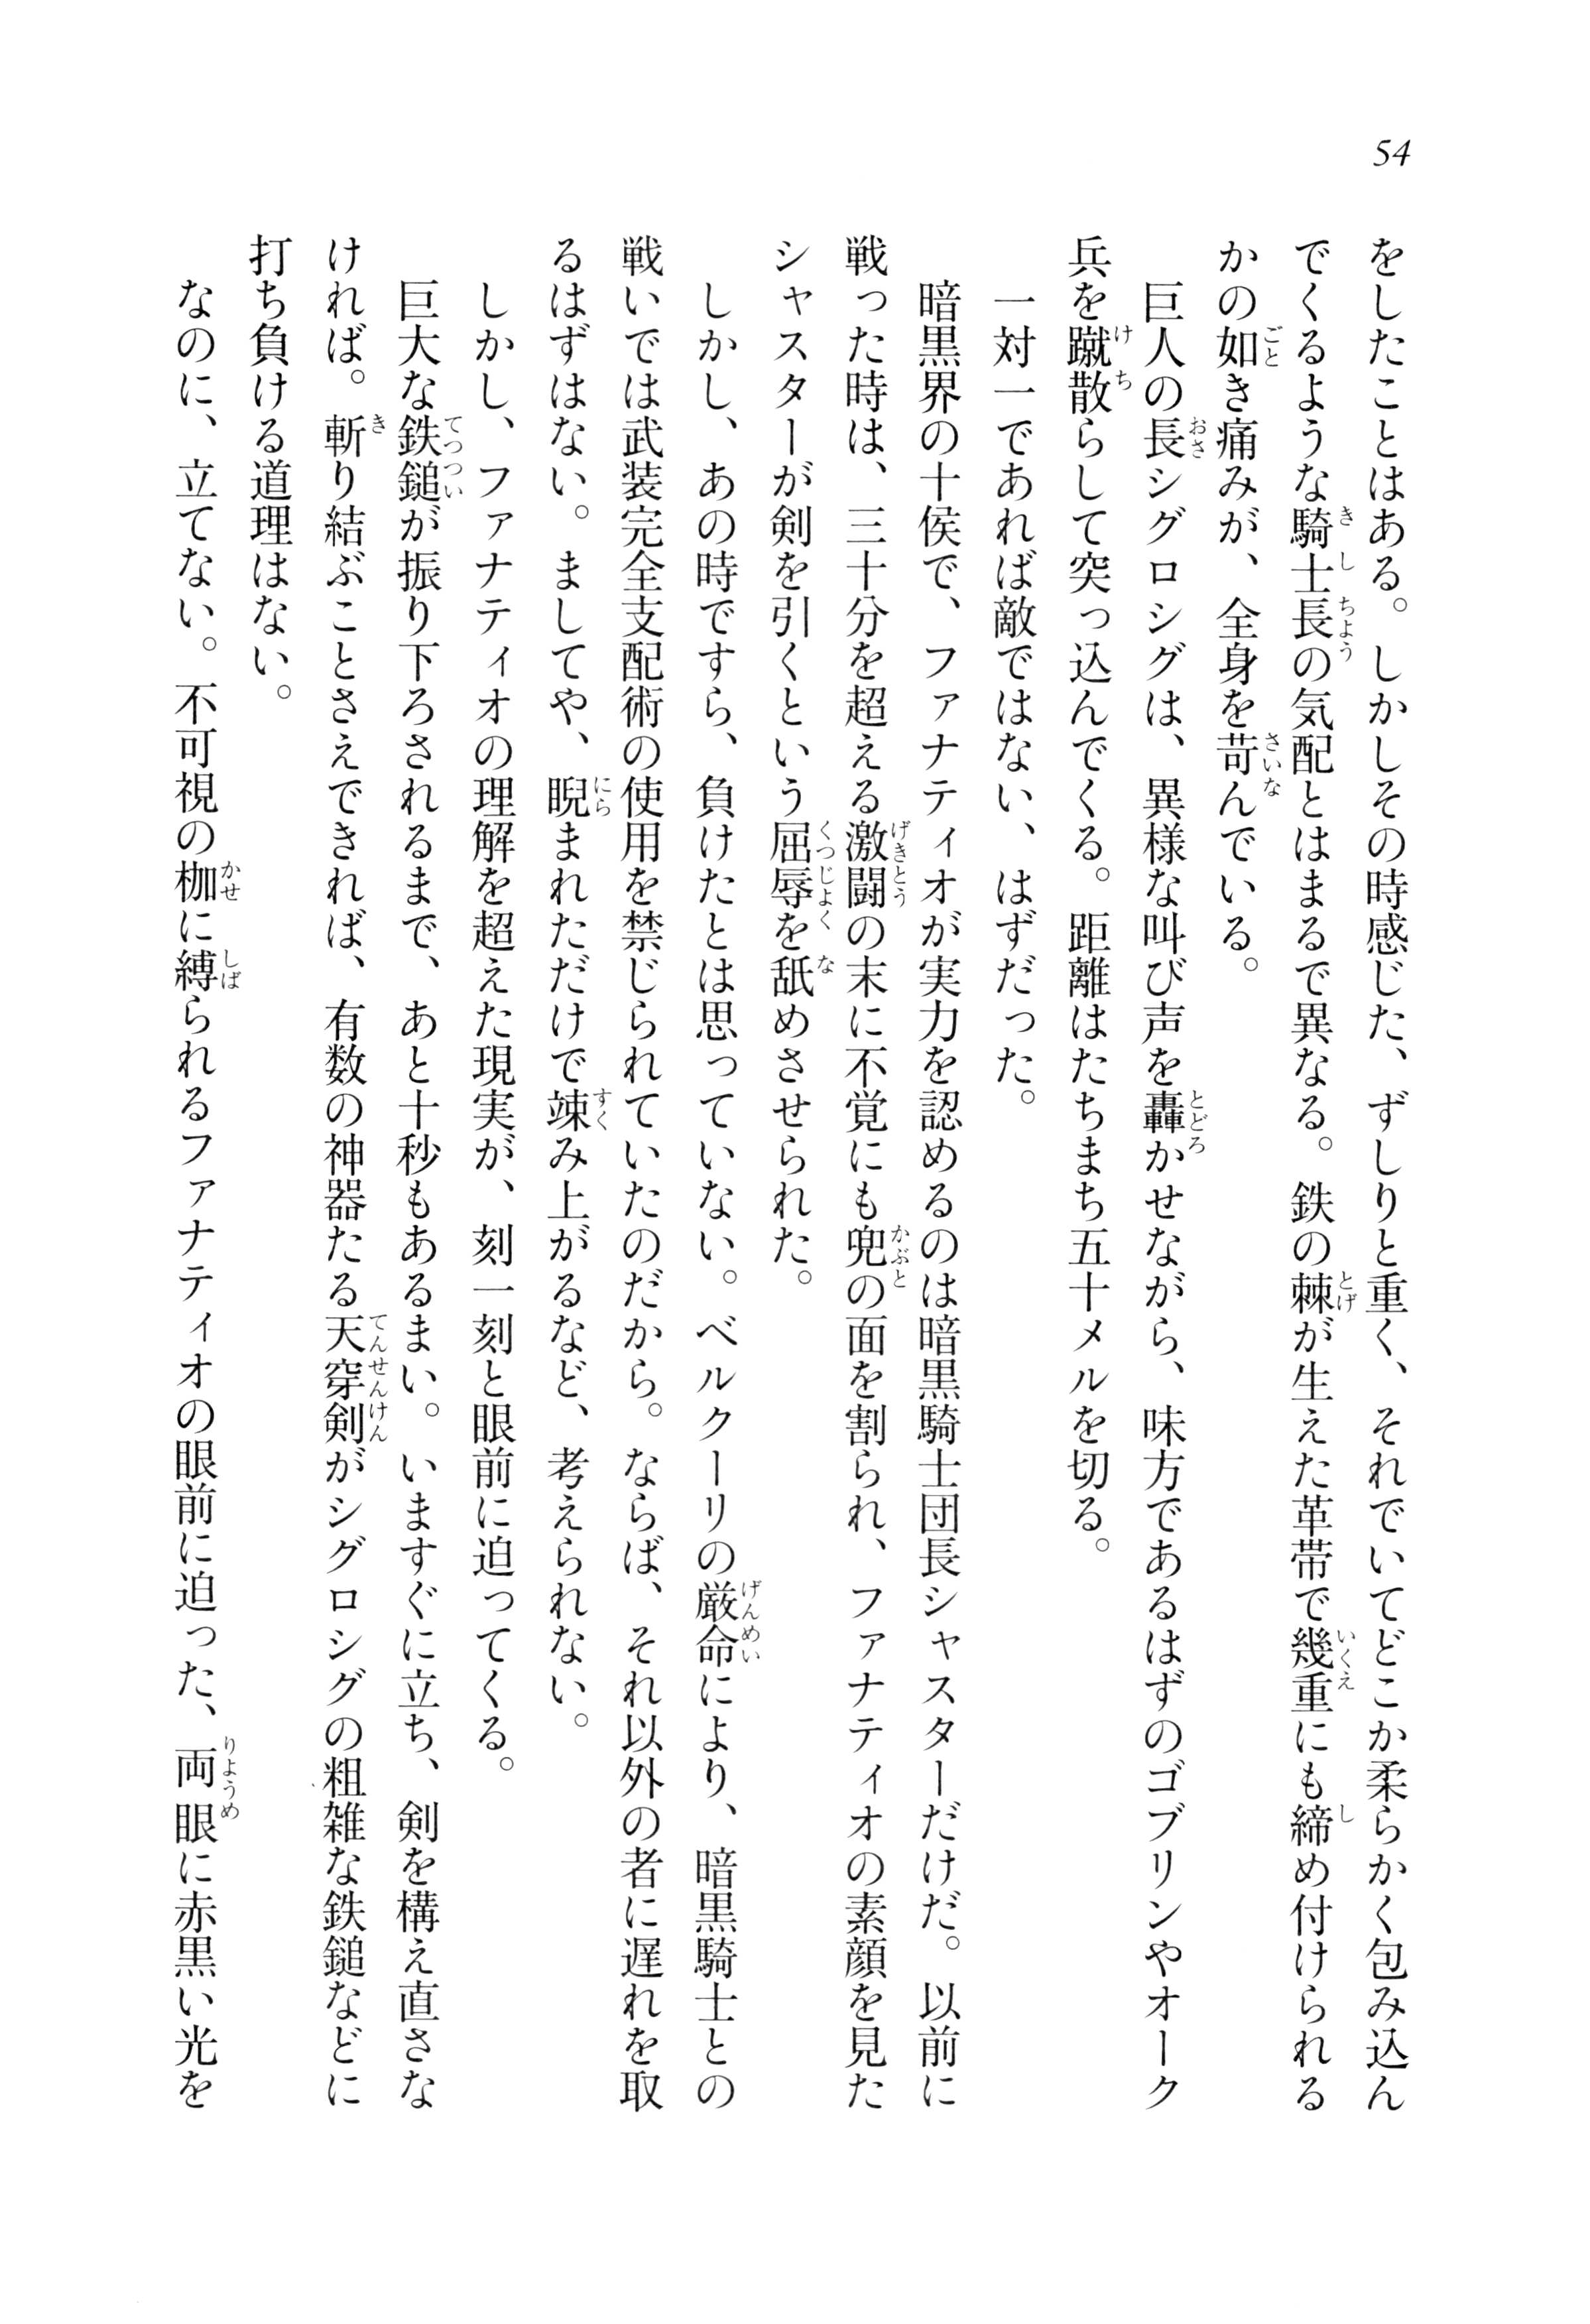 54
をしたことはある。しかしその時感じた、ずしりと重く、それでいてどこか柔らかく包み込ん
でくるような騎士長の気配とはまるで異なる。鉄の棘が生えた革帯で幾重にも締め付けられる
かの如き痛みが、全身を苛んでいる。
　巨人の長シグロシグは、異様な叫び声を轟かせながら、味方であるはずのゴブリンやオーク
兵を蹴散らして突っ込んでくる。距離はたちまち五十メルを切る。
　一対一であれば敵ではない、はずだった。
　暗黒界の十侯で、ファナティオが実力を認めるのは暗黒騎士団長シャスターだけだ。以前に
戦った時は、三十分を超える激闘の末に不覚にも兜の面を割られ、ファナティオの素顔を見た
シャスターが剣を引くという屈辱を舐めさせられた。
　しかし、あの時ですら、負けたとは思っていない。ベルクーリの厳命により、暗黒騎士との
戦いでは武装完全支配術の使用を禁じられていたのだから。ならば、それ以外の者に遅れを取
るはずはない。ましてや、睨まれただけで竦み上がるなど、考えられない。
　しかし、ファナティオの理解を超えた現実が、刻一刻と眼前に迫ってくる。
　巨大な鉄鎚が振り下ろされるまで、あと十秒もあるまい。いますぐに立ち、剣を構え直さな
ければ。斬り結ぶことさえできれば、有数の神器たる天穿剣がシグロシグの粗雑な鉄鎚などに
打ち負ける道理はない。
　なのに、立てない。不可視の枷に縛られるファナティオの眼前に迫った、両眼に赤黒い光を